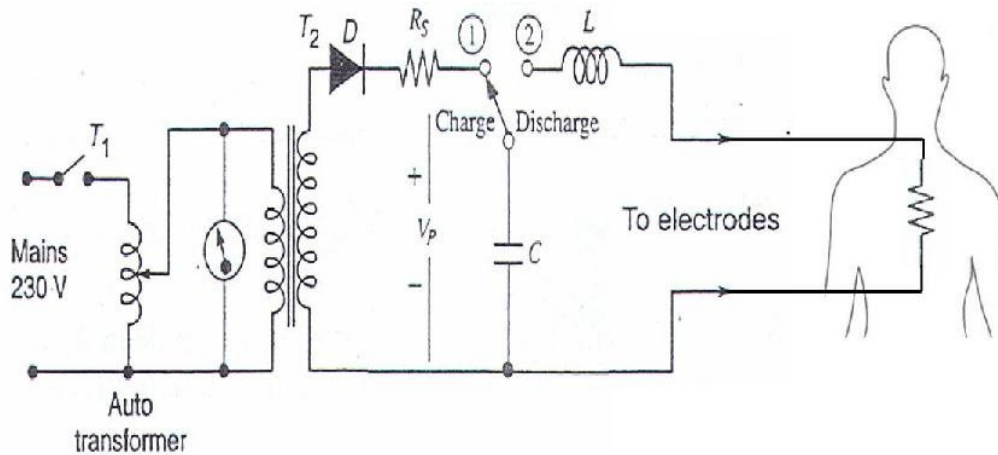 T2 D RS 1 2 L
Charge Discharge
T1
+
VP
−
C
To electrodes
Mains
230 V
Auto
transformer